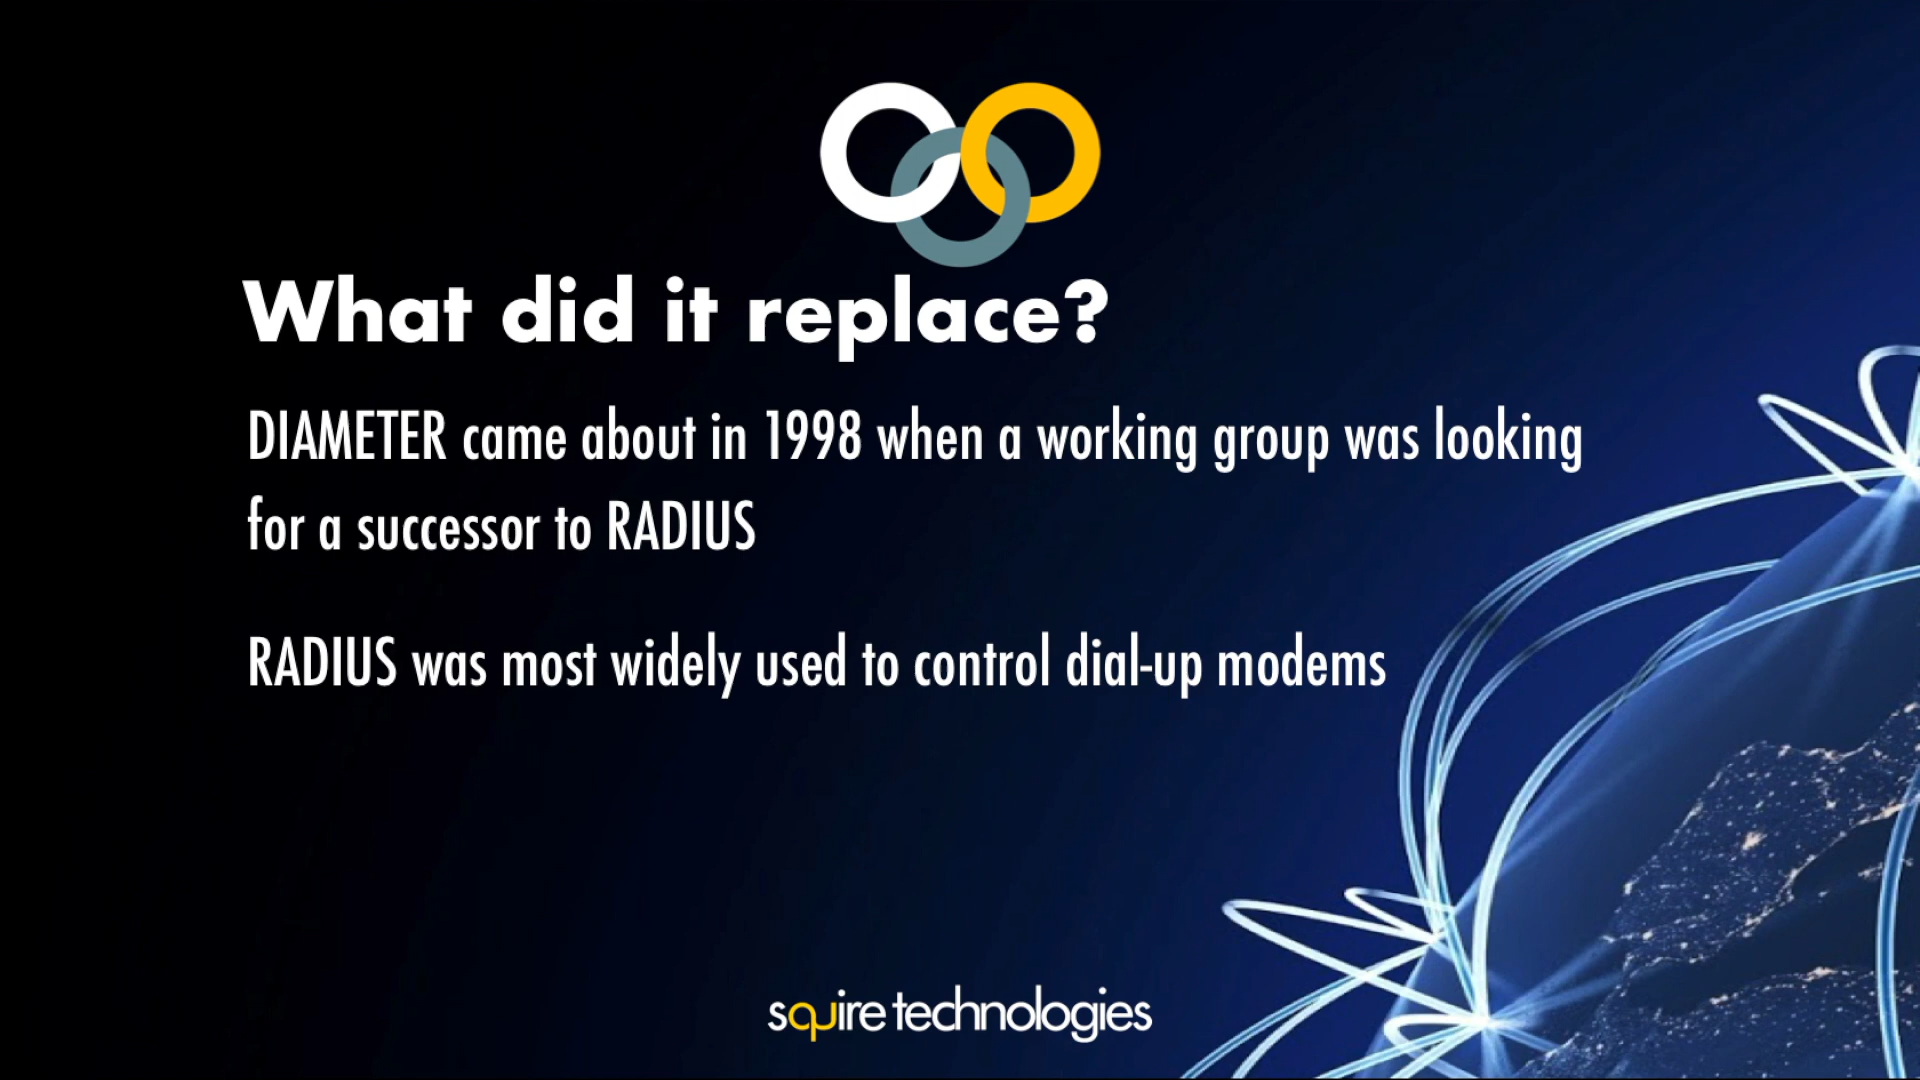 What did it replace?
DIAMETER came about in 1998 when a working group was looking
for a successor to RADIUS
RADIUS was most widely used to control dial-up modems
squire technologies